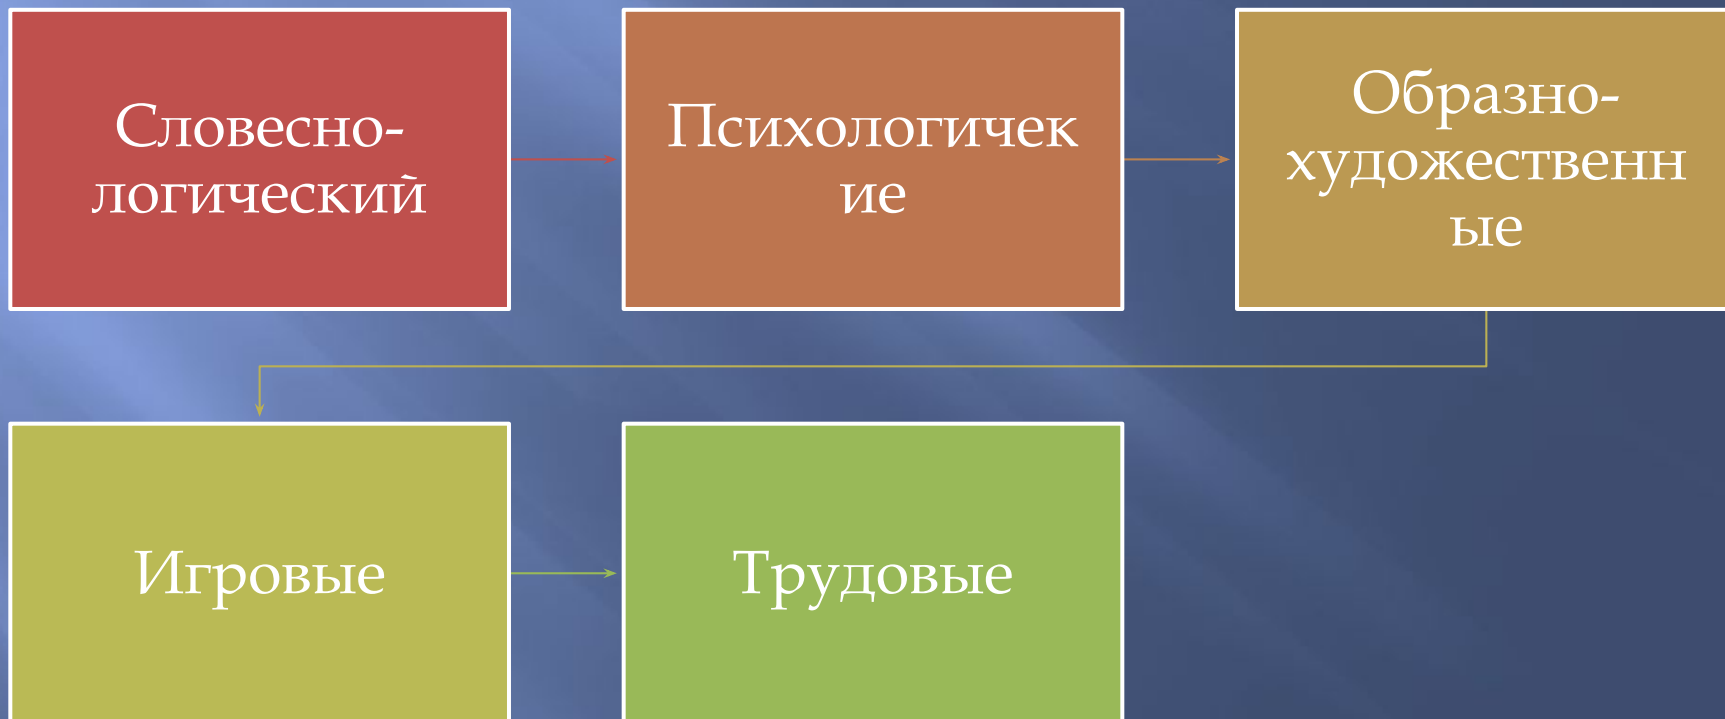 Словесно-
логический
Психологичек
ие
Образно-
художественн
ые
Игровые
Трудовые